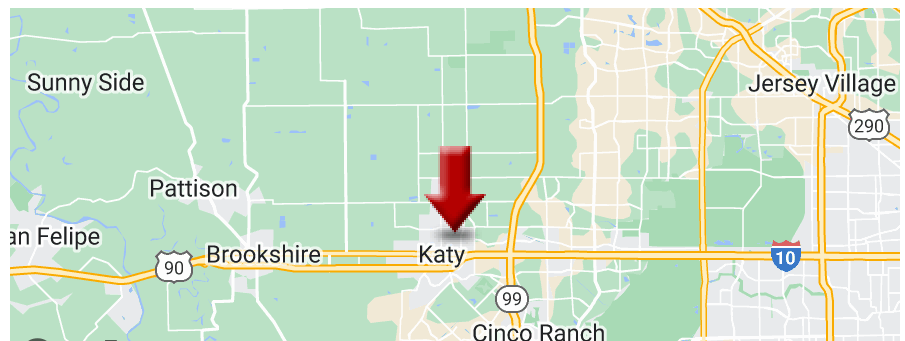 Sunny Side
Jersey Village
290
Pattison
an Felipe
Brookshire
Katy
90
10
99
Cinco Ranch